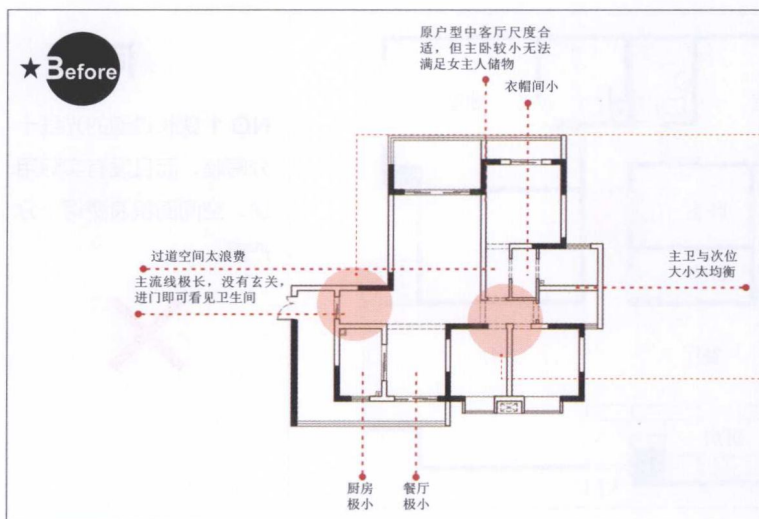 ★Before
原户型中客厅尺度合
适，但主卧较小无法
满足女主人储物
衣帽间小
过道空间太浪费
主流线极长，没有玄关，
进门即可看见卫生间
主卫与次位
大小太均衡
厨房
极小
餐厅
极小